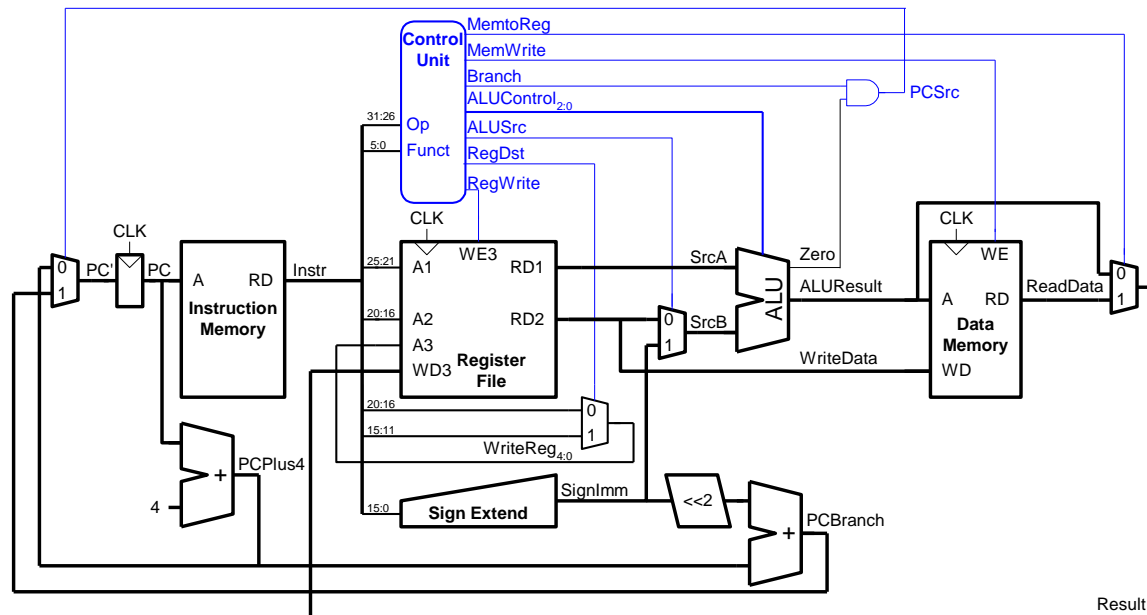 MemtoReg
Control Unit
MemWrite
Branch
PCSrc
ALUControl2:0
31:26
Op
ALUSrc
5:0
Funct
RegDst
RegWrite
CLK
CLK
CLK
WE3
WE
0
1
PC'
PC
A
RD
Instr
Instruction Memory
25:21
A1
RD1
SrcA
Zero
ALU
ALUResult
A
RD
ReadData
0
1
20:16
A2
RD2
0
1
SrcB
A3
Data Memory
WD3
Register File
WriteData
WD
20:16
0
15:11
1
WriteReg4:0
PCPlus4
+
4
SignImm
15:0
Sign Extend
<<2
+
PCBranch
Result